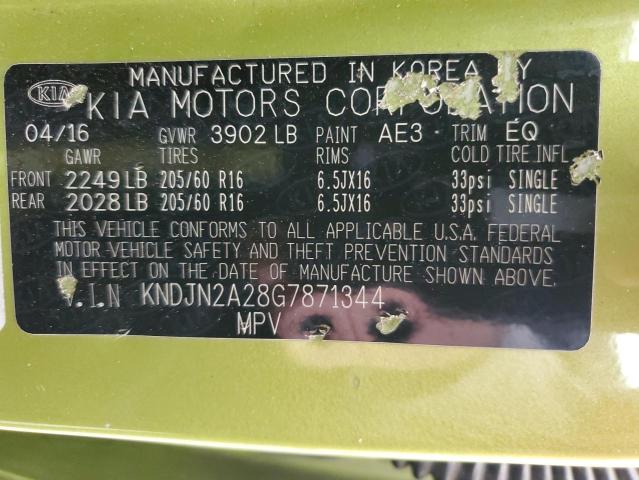 MANUFACTURED IN KOREA BY
KIA KIA MOTORS CORPORATION
04/16 GVWR 3902 LB PAINT AE3 TRIM EQ
GAWR TIRES RIMS COLD TIRE INFL
FRONT 2249 LB 205/60 R16 6.5JX16 33psi SINGLE
REAR 2028 LB 205/60 R16 6.5JX16 33psi SINGLE
THIS VEHICLE CONFORMS TO ALL APPLICABLE U.S.A. FEDERAL
MOTOR VEHICLE SAFETY AND THEFT PREVENTION STANDARDS
IN EFFECT ON THE DATE OF MANUFACTURE SHOWN ABOVE.
V.I.N KNDJN2A28G7871344
MPV